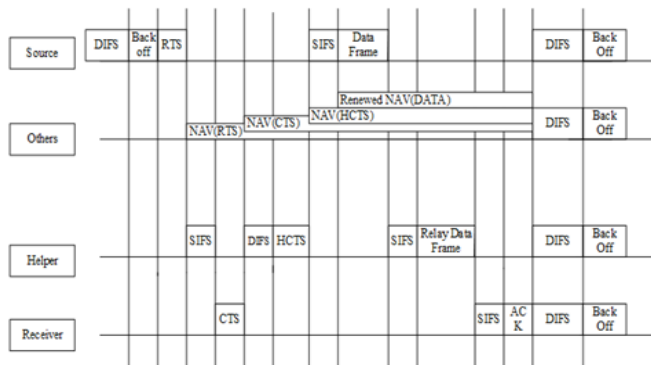 DIFS Back off RTS SIFS Data Frame DIFS Back Off
Source
Renewed NAV(DATA)
NAV(HCTS)
NAV(CTS)
NAV(RTS)
DIFS Back Off
Others
SIFS DIFS HCTS SIFS Relay Data Frame DIFS Back Off
Helper
CTS SIFS AC K DIFS Back Off
Receiver